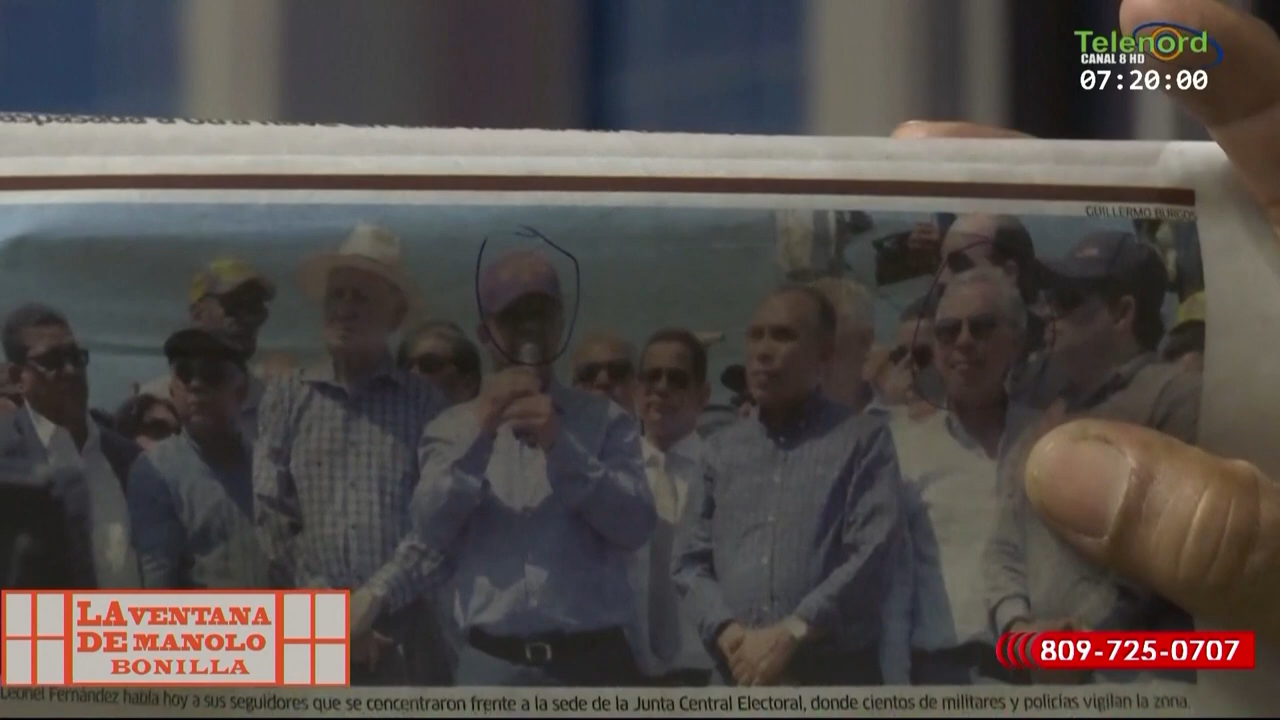 Telenord
CANAL 8 HD
07:20:00
GUILLERMO BURGOS
LA VENTANA
DE MANOLO
BONILLA
809-725-0707
Leonel Fernández habla hoy a sus seguidores que se concentraron frente a la sede de la Junta Central Electoral, donde cientos de militares y policías vigilan la zona.